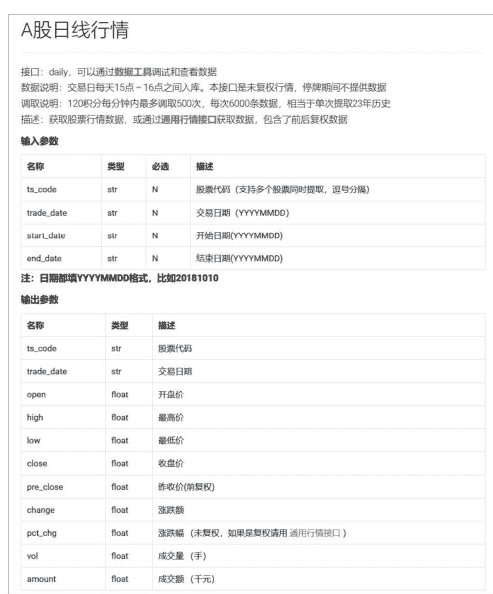 A股日线行情
接口：daily，可以通过数据工具调试和查看数据
数据说明：交易日每天15点～16点之间入库。本接口是未复权行情，停牌期间不提供数据
调取说明：120积分每分钟内最多调取500次，每次6000条数据，相当于单次提取23年历史
描述：获取股票行情数据，或通过通用行情接口获取数据，包含了前后复权数据
输入参数
名称 类型 必选 描述
ts_code str N 股票代码（支持多个股票同时提取，逗号分隔）
trade_date str N 交易日期（YYYYMMDD）
start_date str N 开始日期(YYYYMMDD)
end_date str N 结束日期(YYYYMMDD)
注：日期都填YYYYMMDD格式，比如20181010
输出参数
名称 类型 描述
ts_code str 股票代码
trade_date str 交易日期
open float 开盘价
high float 最高价
low float 最低价
close float 收盘价
pre_close float 昨收价(前复权)
change float 涨跌额
pct_chg float 涨跌幅（未复权，如果是复权请用 通用行情接口 ）
vol float 成交量（手）
amount float 成交额（千元）